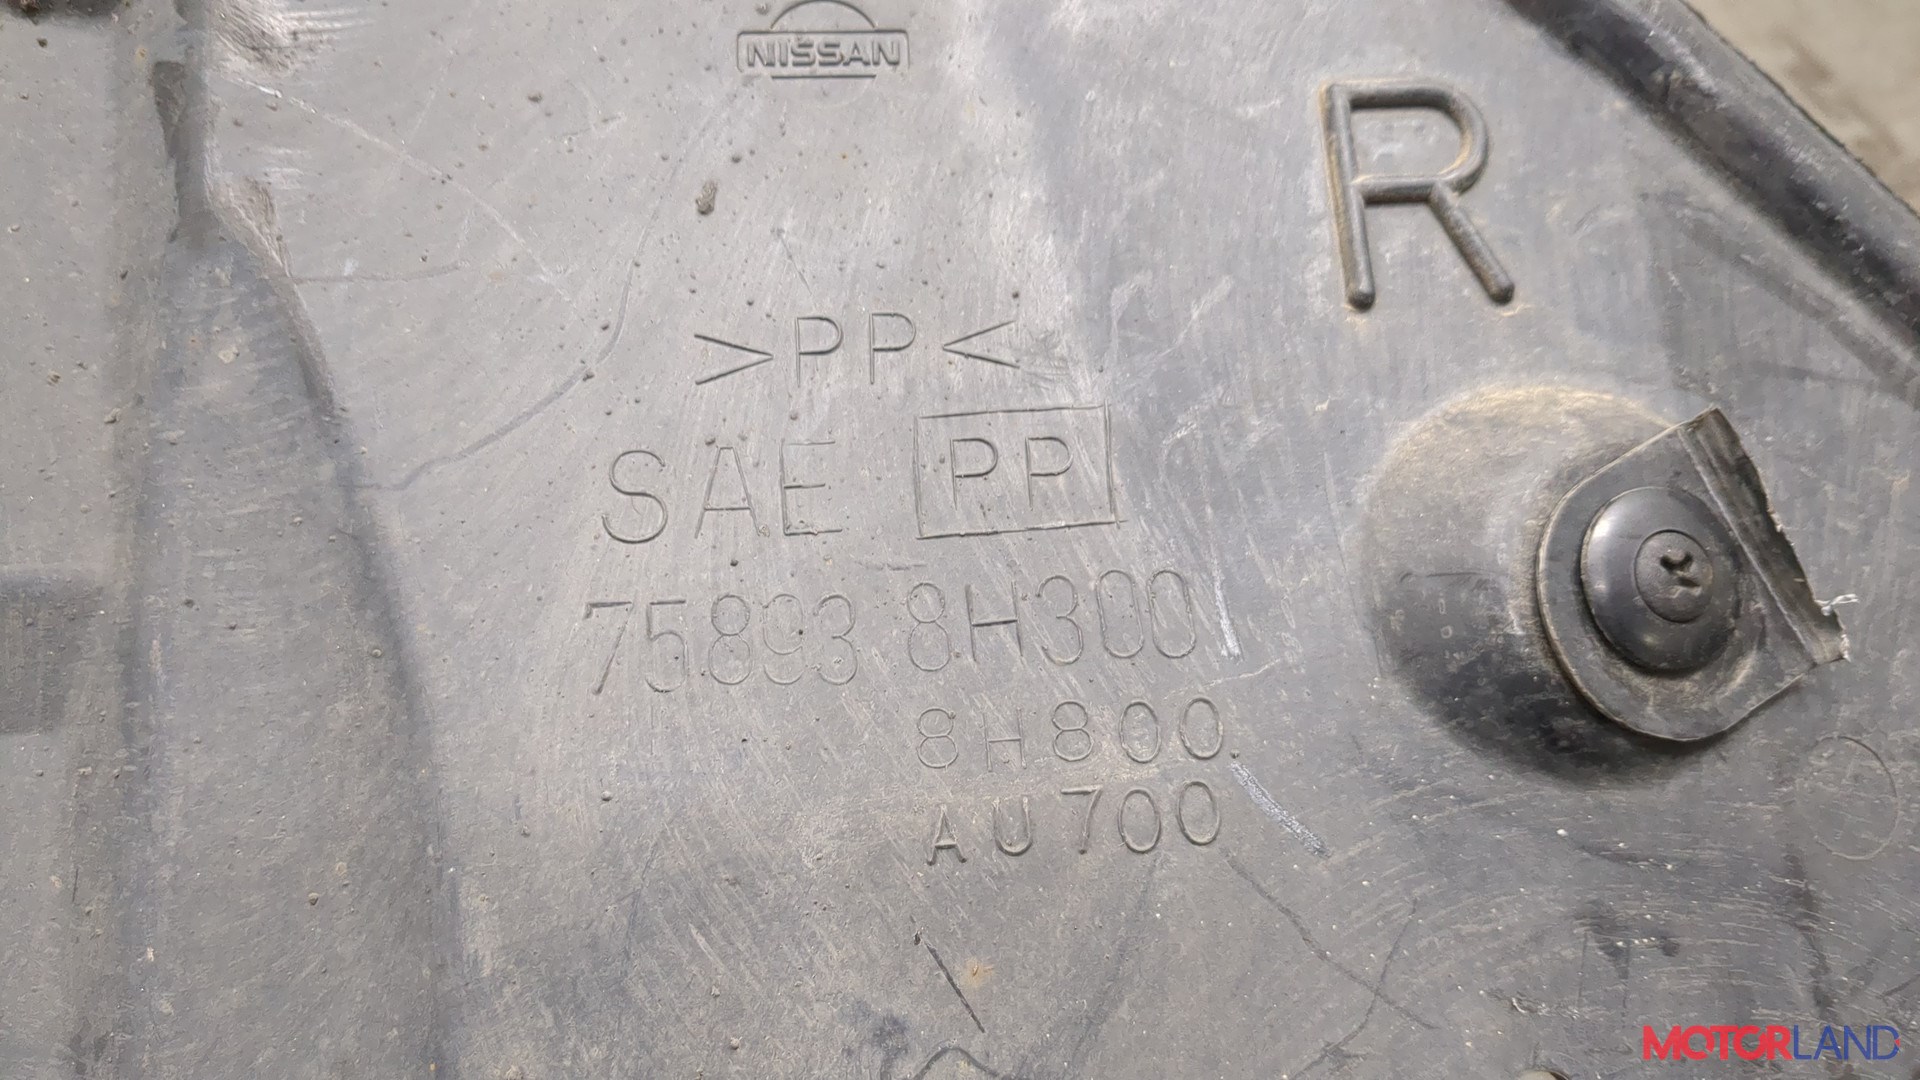 NISSAN
R
>PP<
SAE PP
75893 8H300
8H800
AU700
MOTORLAND